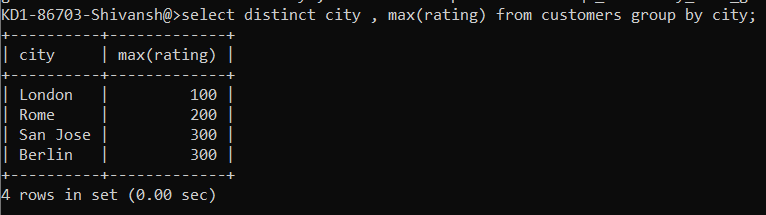 KD1-86703-Shivansh@>select distinct city , max(rating) from customers group by city;
+----------+-------------+
| city     | max(rating) |
+----------+-------------+
| London   |         100 |
| Rome     |         200 |
| San Jose |         300 |
| Berlin   |         300 |
+----------+-------------+
4 rows in set (0.00 sec)